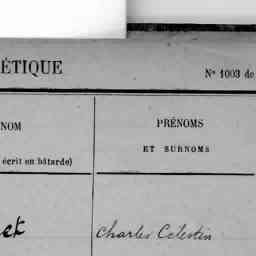 ÉTIQUE
N° 1003 de
NOM
PRÉNOMS
ET SURNOMS
écrit en bâtarde)
et Charles Celestin